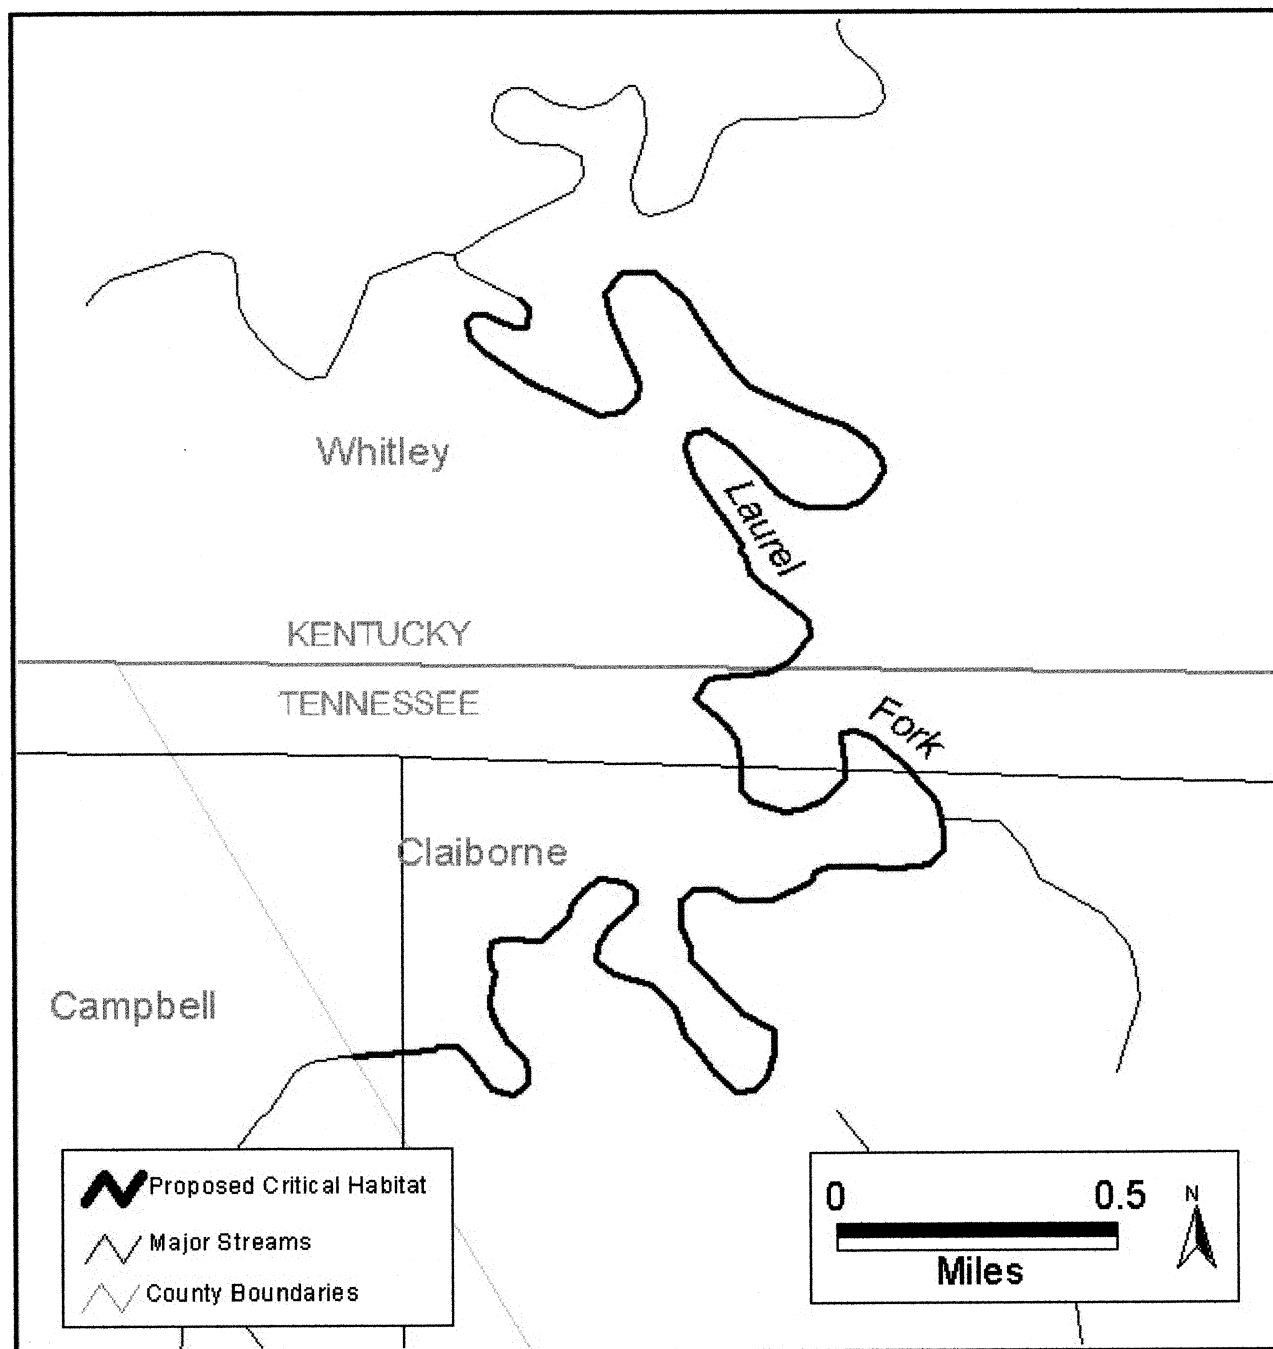 Whitley
Laurel
KENTUCKY
TENNESSEE
Fork
Claiborne
Campbell
Proposed Critical Habitat
Major Streams
County Boundaries
0 0.5
Miles
N